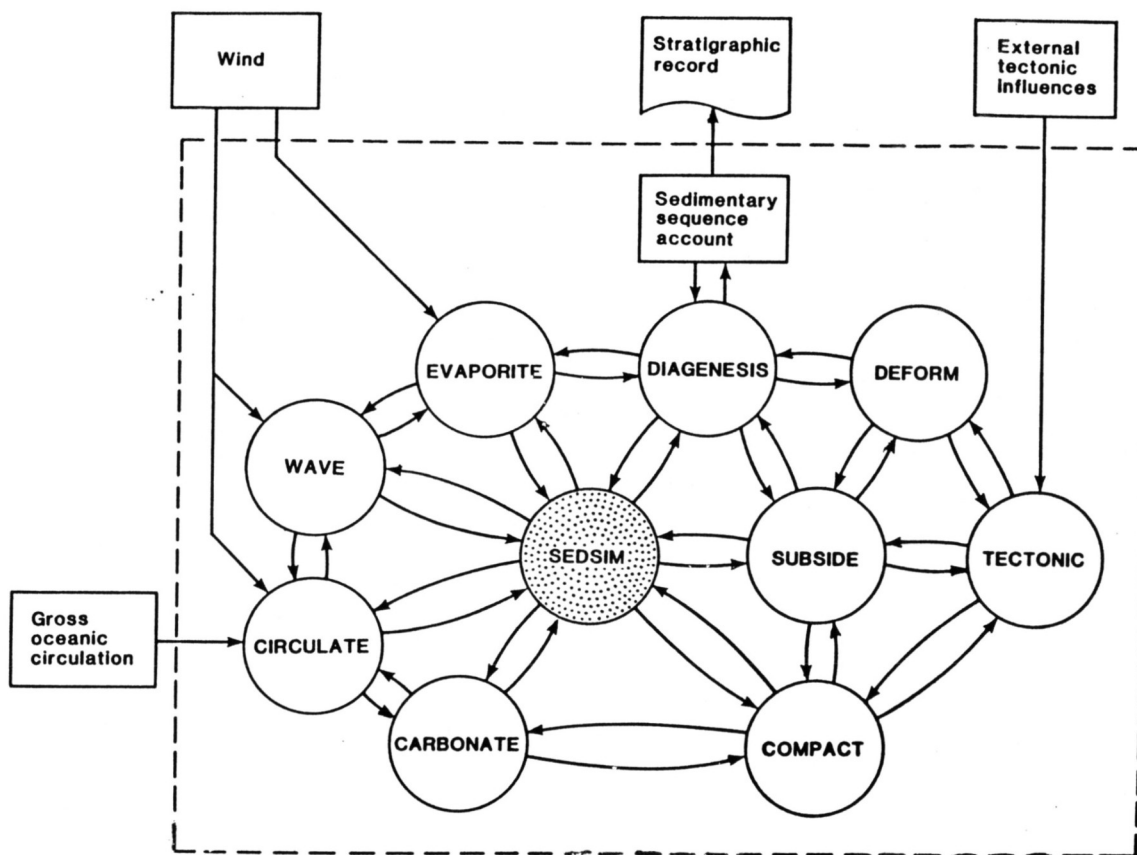 Wind
Stratigraphic
record
External
tectonic
influences
Sedimentary
sequence
account
EVAPORITE
DIAGENESIS
DEFORM
WAVE
SEDSIM
SUBSIDE
TECTONIC
Gross
oceanic
circulation
CIRCULATE
CARBONATE
COMPACT